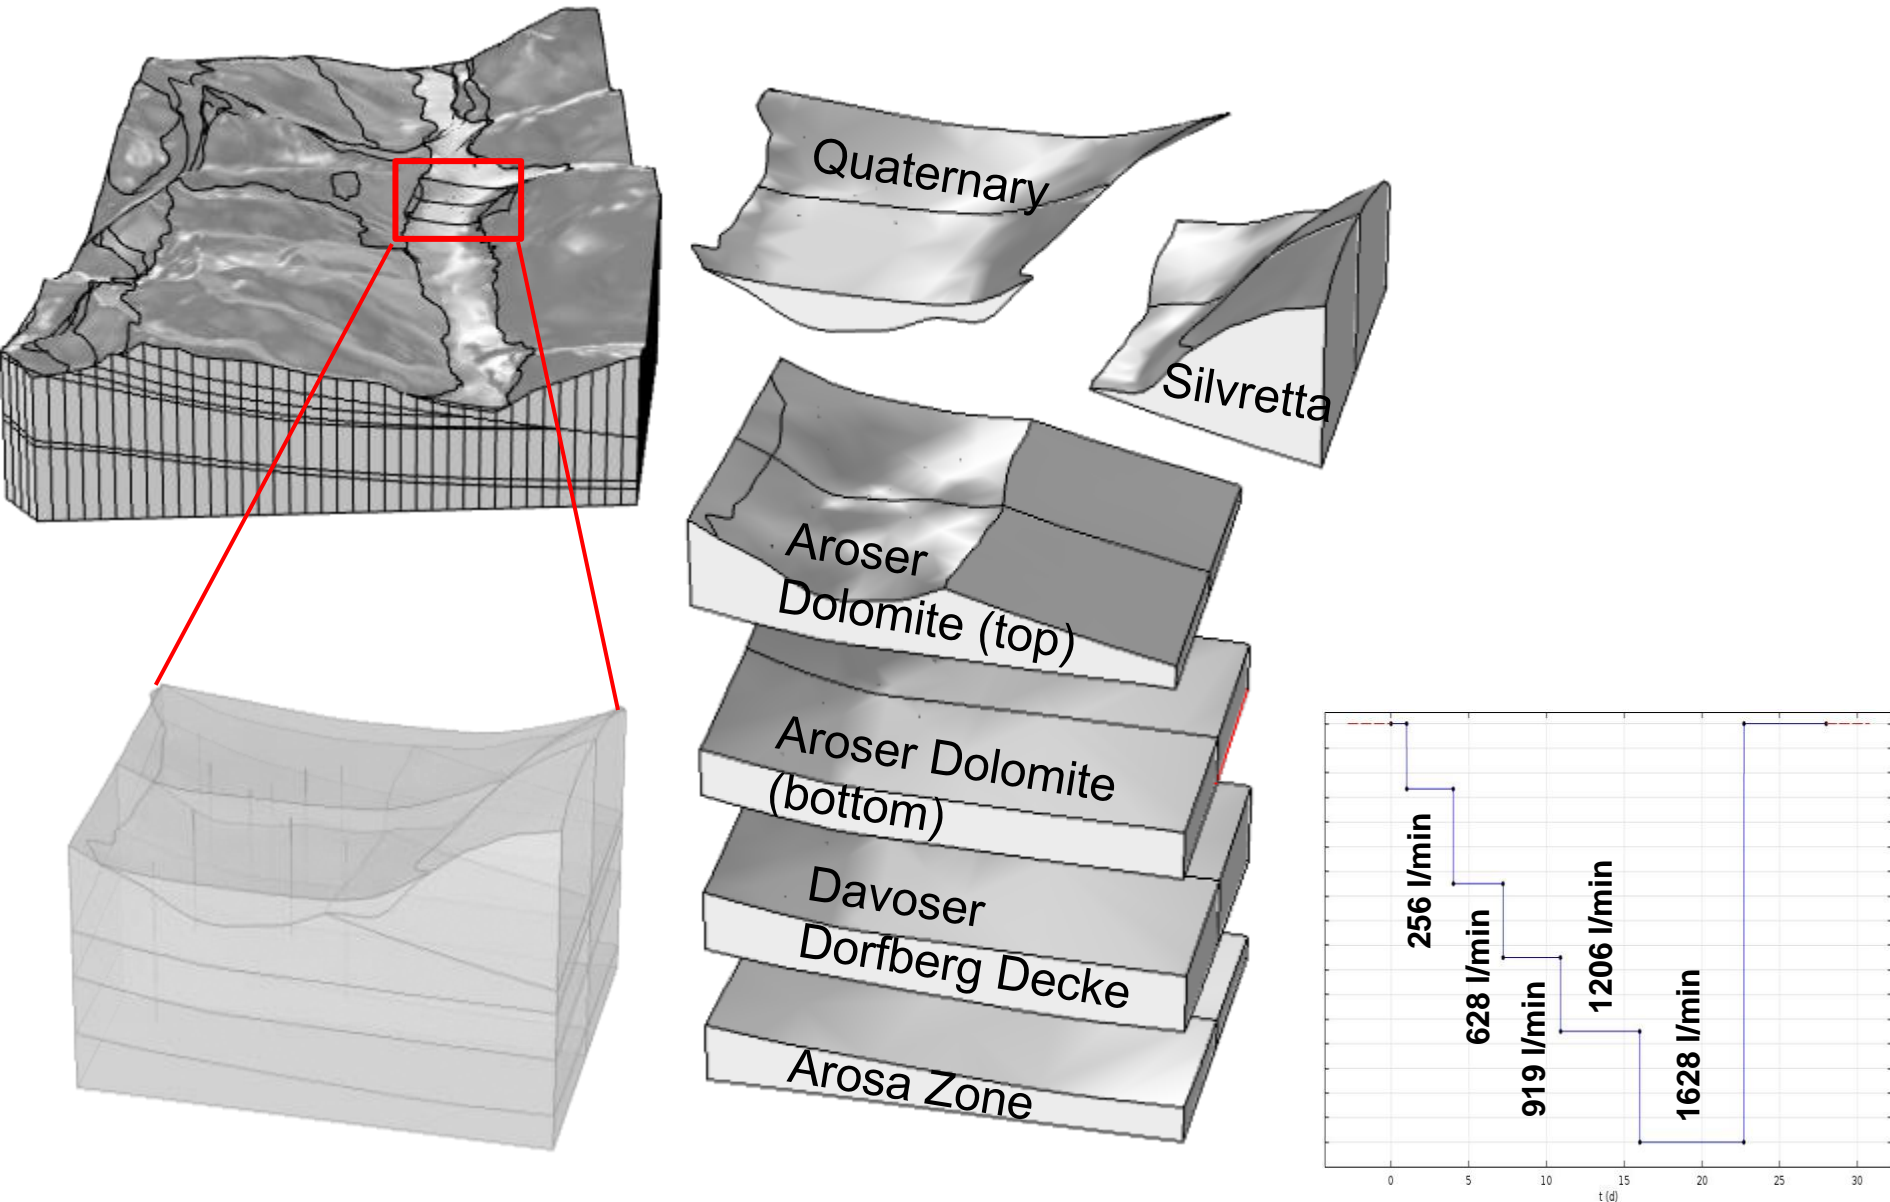 Quaternary
Silvretta
Aroser
Dolomite (top)
Aroser Dolomite
(bottom)
Davoser
Dorfberg Decke
Arosa Zone
256 l/min
628 l/min
919 l/min
1206 l/min
1628 l/min
0 5 10 15 20 25 30
t (d)